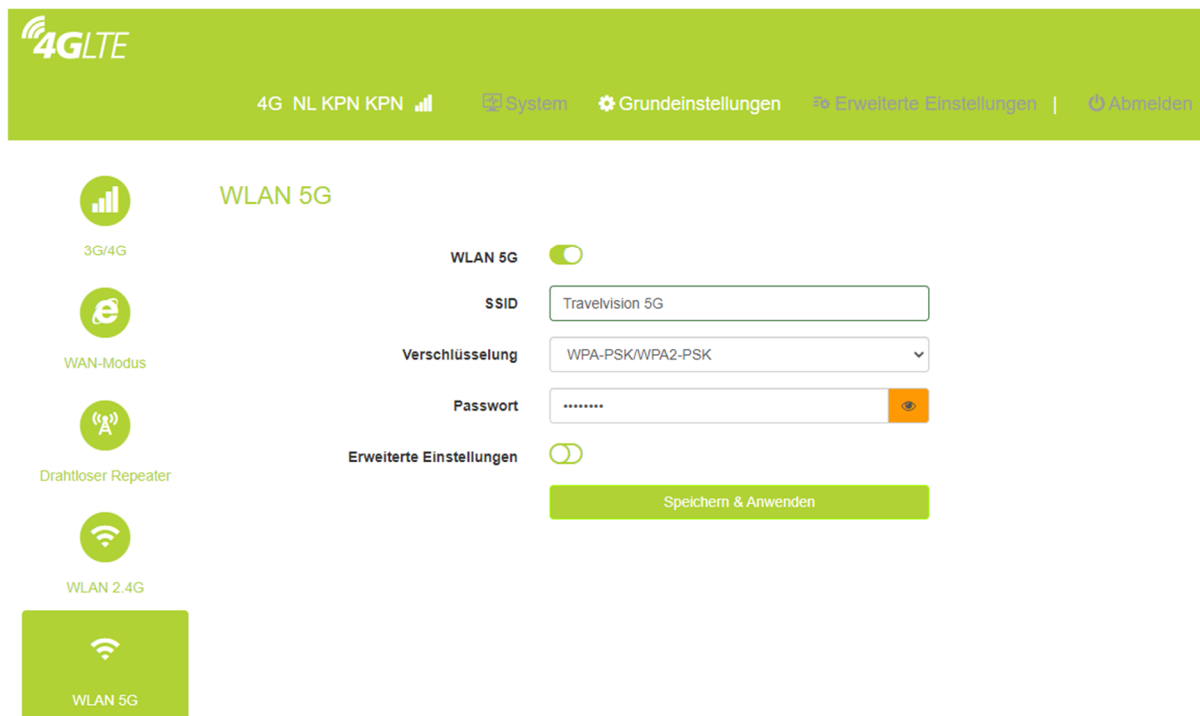 4GLTE
4G NL KPN KPN System Grundeinstellungen Erweiterte Einstellungen | Abmelden
3G/4G
WAN-Modus
Drahtloser Repeater
WLAN 2.4G
WLAN 5G
WLAN 5G
WLAN 5G
SSID Travelvision 5G
Verschlüsselung WPA-PSK/WPA2-PSK
Passwort ••••••••
Erweiterte Einstellungen
Speichern & Anwenden